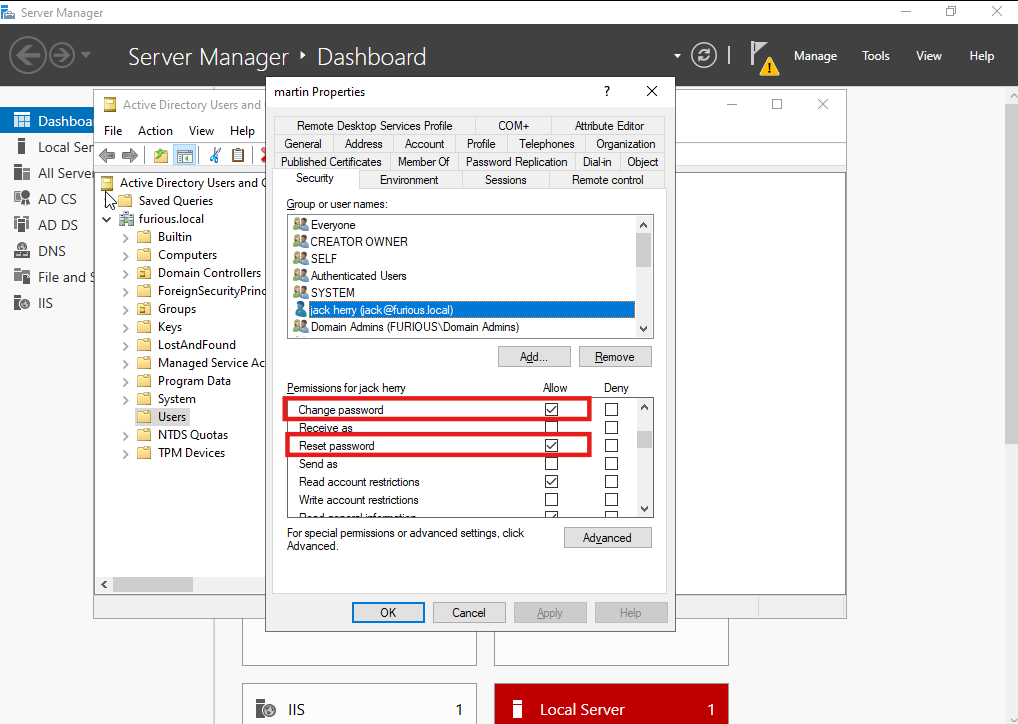 Server Manager
Server Manager ‣ Dashboard
Manage Tools View Help
martin Properties
? 
Active Directory Users and
File Action View Help
Dashboa
Local Ser
All Server
AD CS
AD DS
DNS
File and S
IIS
Active Directory Users and C
Saved Queries
furious.local
Builtin
Computers
Domain Controllers
ForeignSecurityPrinc
Groups
Keys
LostAndFound
Managed Service Ac
Program Data
System
Users
NTDS Quotas
TPM Devices
Remote Desktop Services Profile COM+ Attribute Editor
General Address Account Profile Telephones Organization
Published Certificates Member Of Password Replication Dial-in Object
Security Environment Sessions Remote control
Group or user names:
Everyone
CREATOR OWNER
SELF
Authenticated Users
SYSTEM
jack herry (jack@furious.local)
Domain Admins (FURIOUS\Domain Admins)
Add... Remove
Permissions for jack herry Allow Deny
Change password
Receive as
Reset password
Send as
Read account restrictions
Write account restrictions
Read general information
For special permissions or advanced settings, click
Advanced.
Advanced
OK Cancel Apply Help
IIS 1
Local Server 1